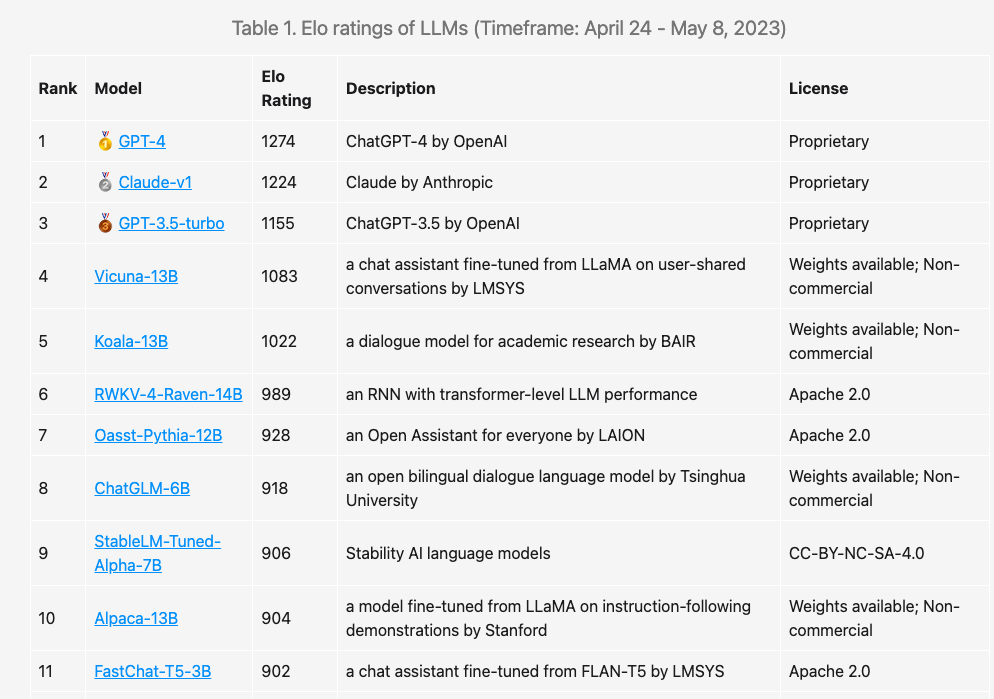 Table 1. Elo ratings of LLMs (Timeframe: April 24 - May 8, 2023)
Rank Model Elo Rating Description License
1 GPT-4 1274 ChatGPT-4 by OpenAI Proprietary
2 Claude-v1 1224 Claude by Anthropic Proprietary
3 GPT-3.5-turbo 1155 ChatGPT-3.5 by OpenAI Proprietary
4 Vicuna-13B 1083 a chat assistant fine-tuned from LLaMA on user-shared conversations by LMSYS Weights available; Non-commercial
5 Koala-13B 1022 a dialogue model for academic research by BAIR Weights available; Non-commercial
6 RWKV-4-Raven-14B 989 an RNN with transformer-level LLM performance Apache 2.0
7 Oasst-Pythia-12B 928 an Open Assistant for everyone by LAION Apache 2.0
8 ChatGLM-6B 918 an open bilingual dialogue language model by Tsinghua University Weights available; Non-commercial
9 StableLM-Tuned-Alpha-7B 906 Stability AI language models CC-BY-NC-SA-4.0
10 Alpaca-13B 904 a model fine-tuned from LLaMA on instruction-following demonstrations by Stanford Weights available; Non-commercial
11 FastChat-T5-3B 902 a chat assistant fine-tuned from FLAN-T5 by LMSYS Apache 2.0